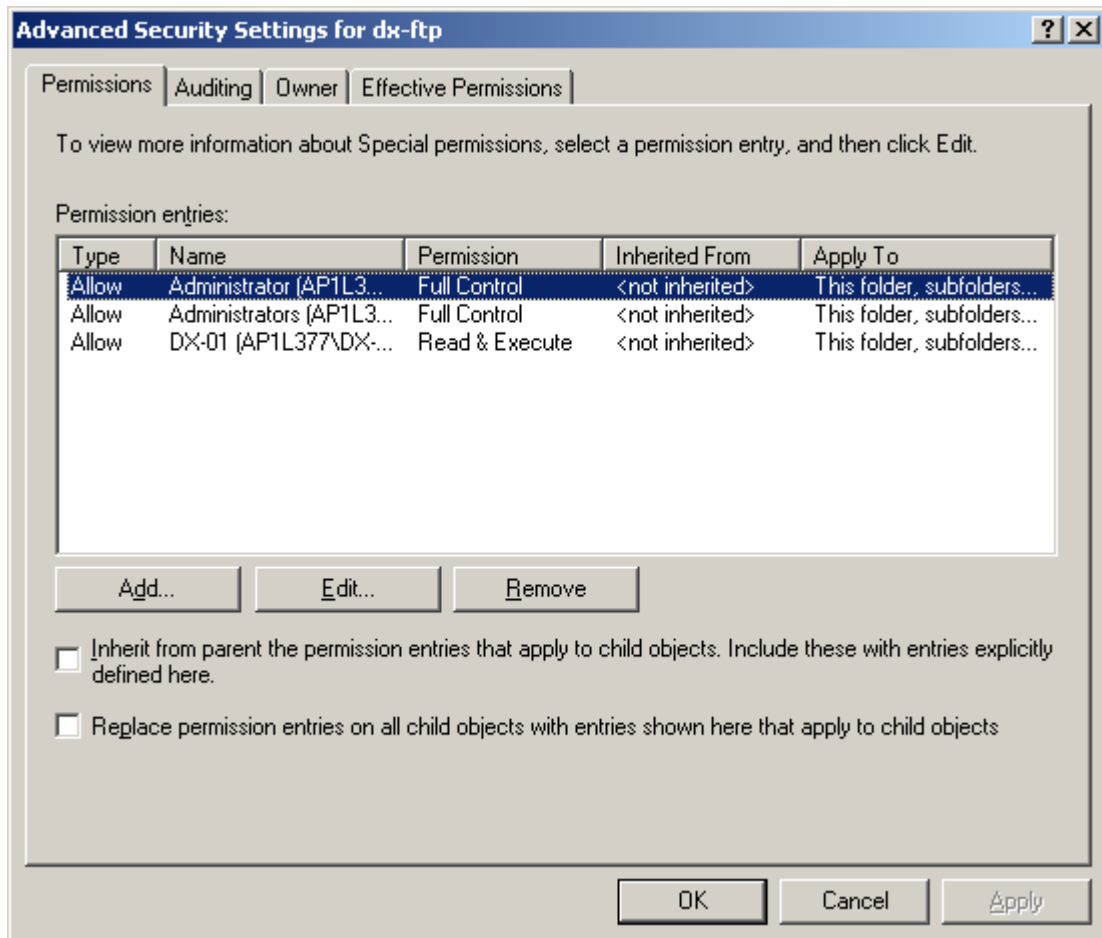 Advanced Security Settings for dx-ftp
Permissions Auditing Owner Effective Permissions
To view more information about Special permissions, select a permission entry, and then click Edit.
Permission entries:
Type Name Permission Inherited From Apply To
Allow Administrator (AP1L3... Full Control <not inherited> This folder, subfolders...
Allow Administrators (AP1L3... Full Control <not inherited> This folder, subfolders...
Allow DX-01 (AP1L377\DX-... Read & Execute <not inherited> This folder, subfolders...
Add... Edit... Remove
Inherit from parent the permission entries that apply to child objects. Include these with entries explicitly
defined here.
Replace permission entries on all child objects with entries shown here that apply to child objects
OK Cancel Apply